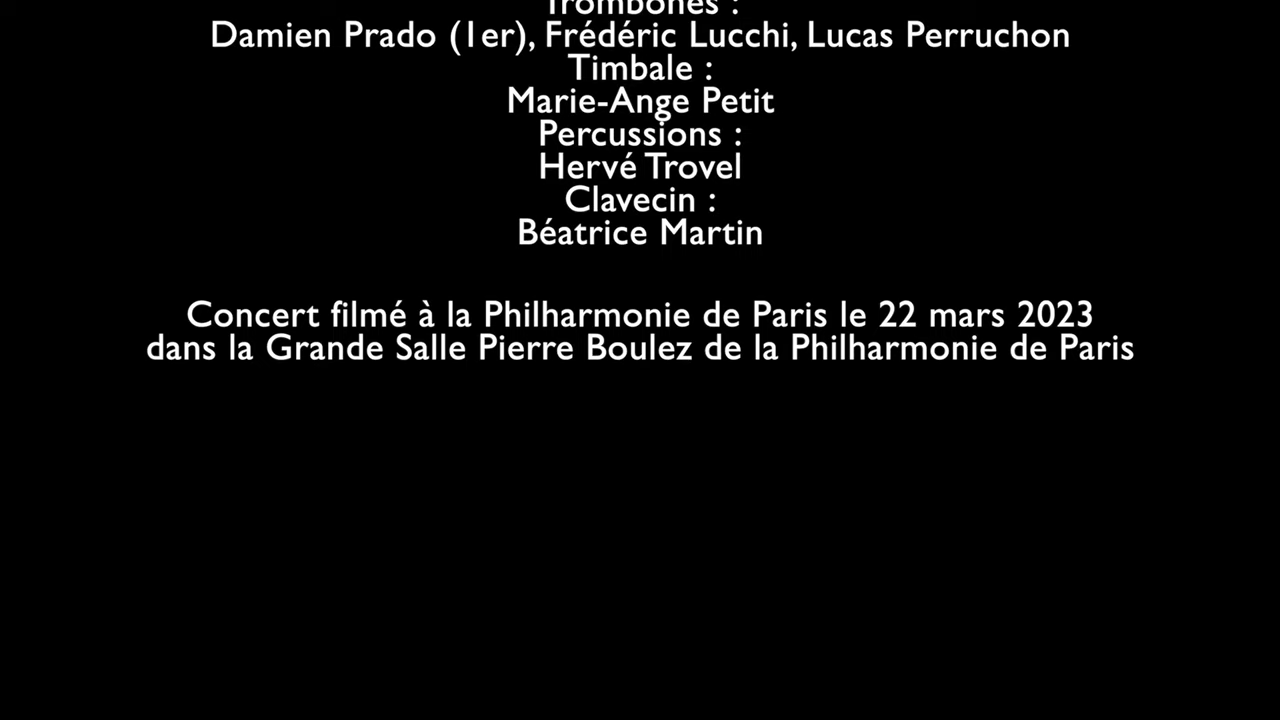 Trombones :
Damien Prado (1er), Frédéric Lucchi, Lucas Perruchon
Timbale :
Marie-Ange Petit
Percussions :
Hervé Trovel
Clavecin :
Béatrice Martin
Concert filmé à la Philharmonie de Paris le 22 mars 2023
dans la Grande Salle Pierre Boulez de la Philharmonie de Paris